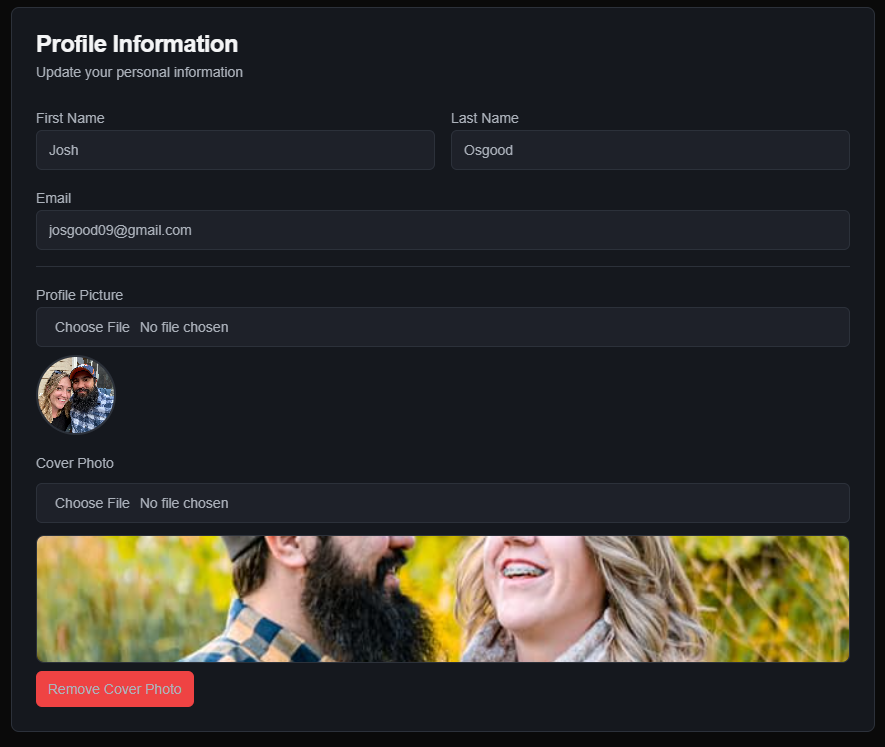 Profile Information
Update your personal information
First Name
Last Name
Josh
Osgood
Email
josgood09@gmail.com
Profile Picture
Choose File No file chosen
Cover Photo
Choose File No file chosen
Remove Cover Photo